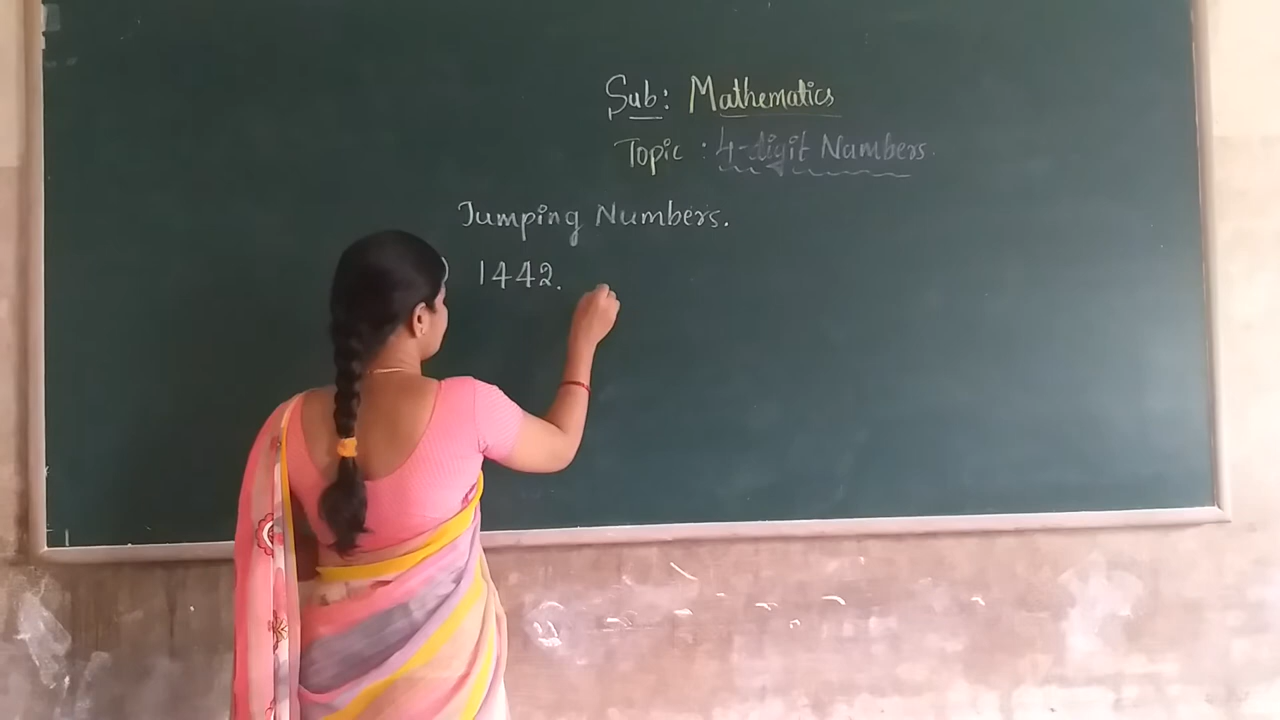 Sub: Mathematics
Topic : 4-digit Numbers.
Jumping Numbers.
) 1442.